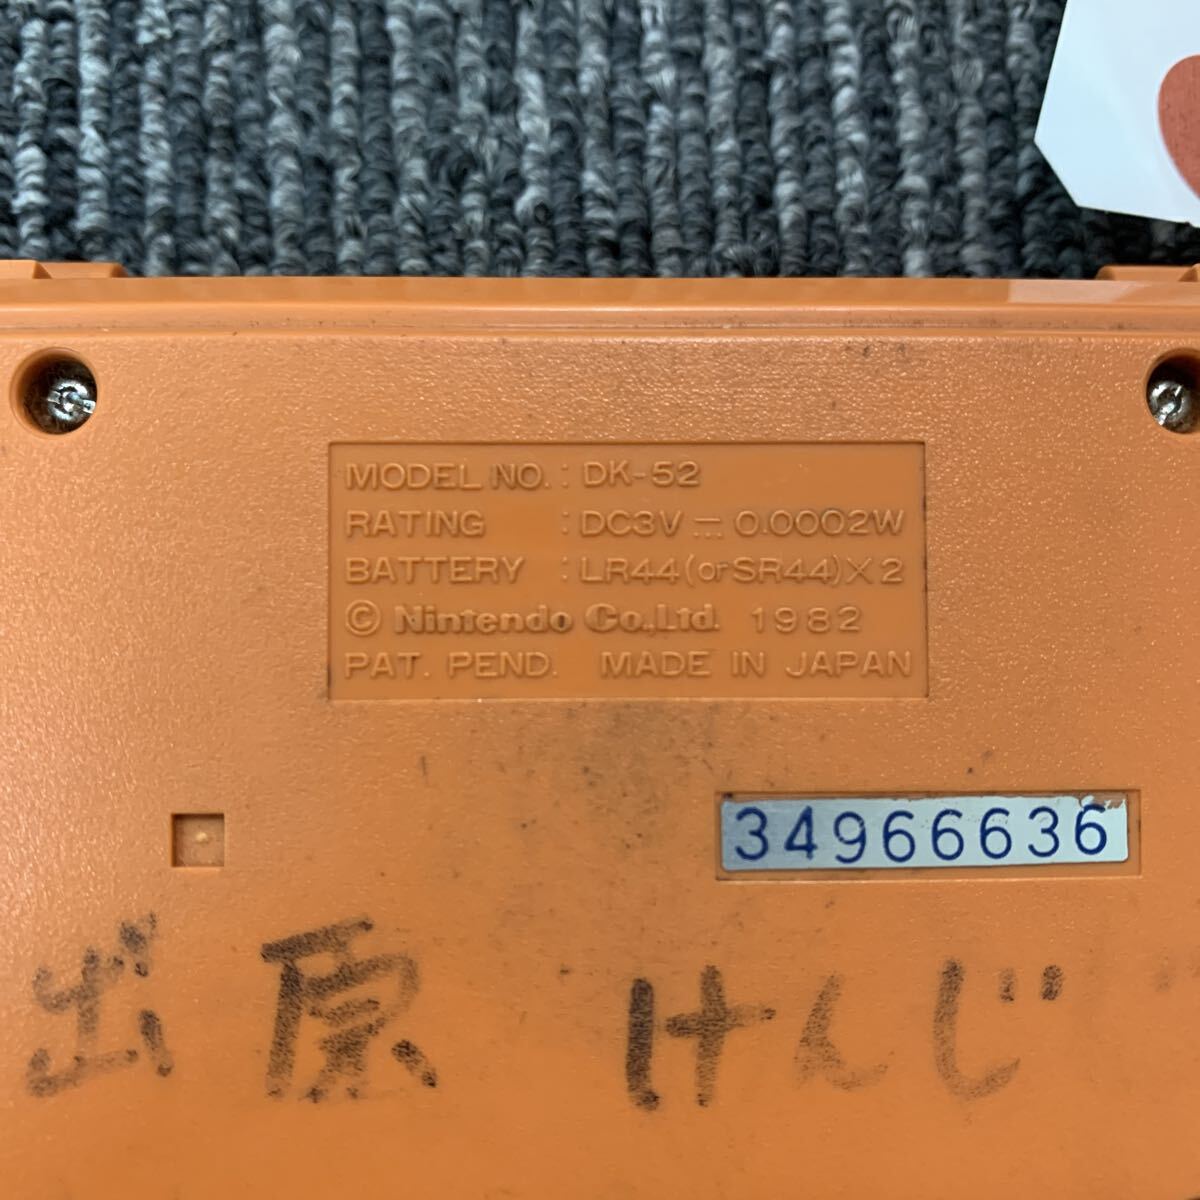 MODEL NO. : DK-52
RATING : DC3V ⎓ 0.0002W
BATTERY : LR44 (or SR44) X 2
© Nintendo Co.,Ltd. 1982
PAT. PEND. MADE IN JAPAN
34966636
出原 けんじ